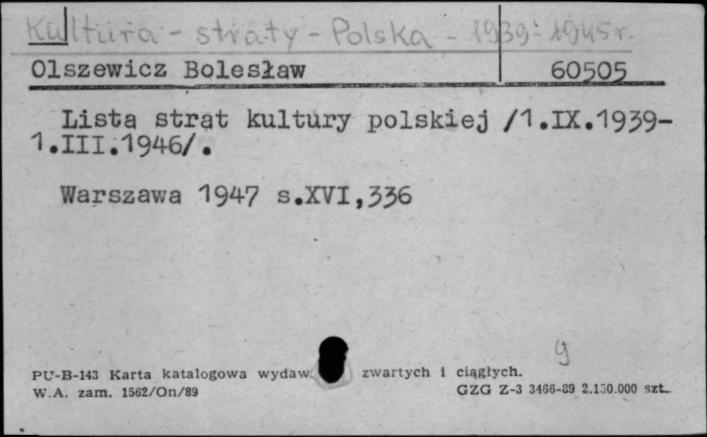 Kultura - straty - Polska - 1939-1945 r.
Olszewicz Bolesław 60505
Lista strat kultury polskiej /1.IX.1939-
1.III.1946/.
Warszawa 1947 s.XVI,336
g
PU-B-143 Karta katalogowa wydaw. zwartych i ciągłych.
W.A. zam. 1562/On/89 GZG Z-3 3466-89 2.150.000 szt.